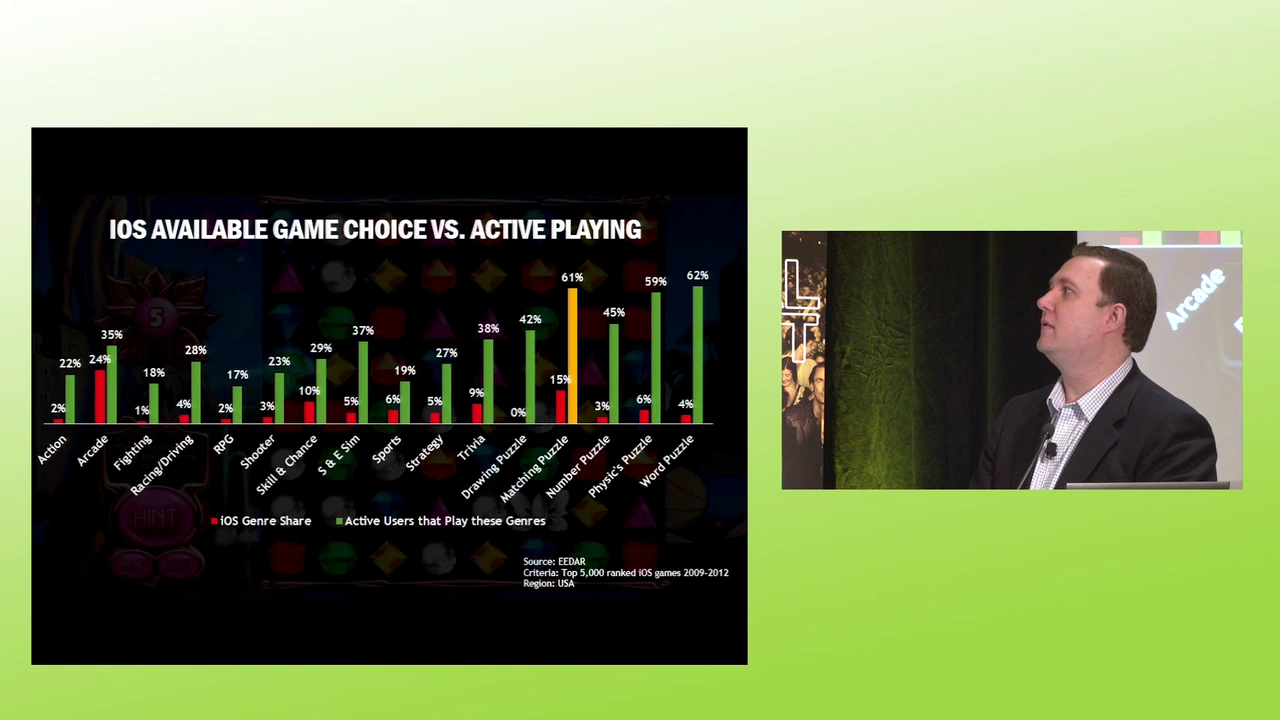 IOS AVAILABLE GAME CHOICE VS. ACTIVE PLAYING
2% 22%
24% 35%
1% 18%
4% 28%
2% 17%
3% 23%
10% 29%
5% 37%
6% 19%
5% 27%
9% 38%
0% 42%
15% 61%
3% 45%
6% 59%
4% 62%
Action
Arcade
Fighting
Racing/Driving
RPG
Shooter
Skill & Chance
S & E Sim
Sports
Strategy
Trivia
Drawing Puzzle
Matching Puzzle
Number Puzzle
Physic's Puzzle
Word Puzzle
iOS Genre Share
Active Users that Play these Genres
Source: EEDAR
Criteria: Top 5,000 ranked iOS games 2009-2012
Region: USA
5
HINT
Arcade